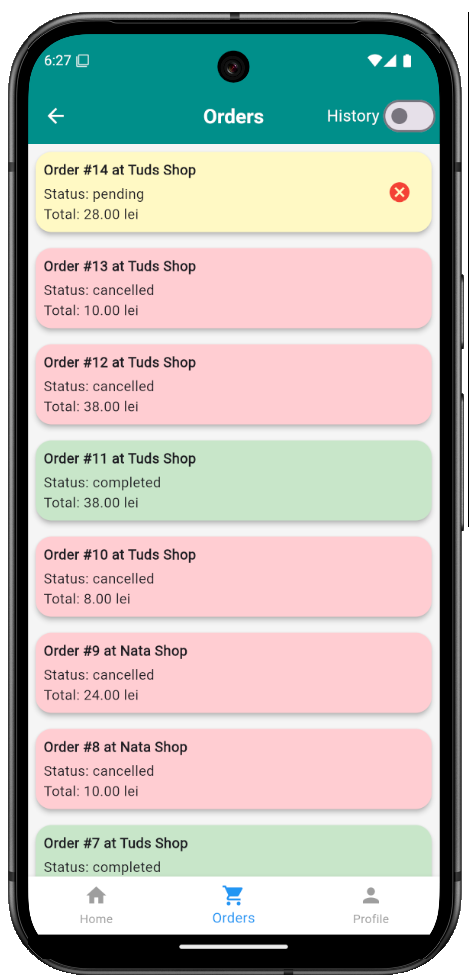 6:27
Orders
History
Order #14 at Tuds Shop
Status: pending
Total: 28.00 lei
Order #13 at Tuds Shop
Status: cancelled
Total: 10.00 lei
Order #12 at Tuds Shop
Status: cancelled
Total: 38.00 lei
Order #11 at Tuds Shop
Status: completed
Total: 38.00 lei
Order #10 at Tuds Shop
Status: cancelled
Total: 8.00 lei
Order #9 at Nata Shop
Status: cancelled
Total: 24.00 lei
Order #8 at Nata Shop
Status: cancelled
Total: 10.00 lei
Order #7 at Tuds Shop
Status: completed
Home
Orders
Profile